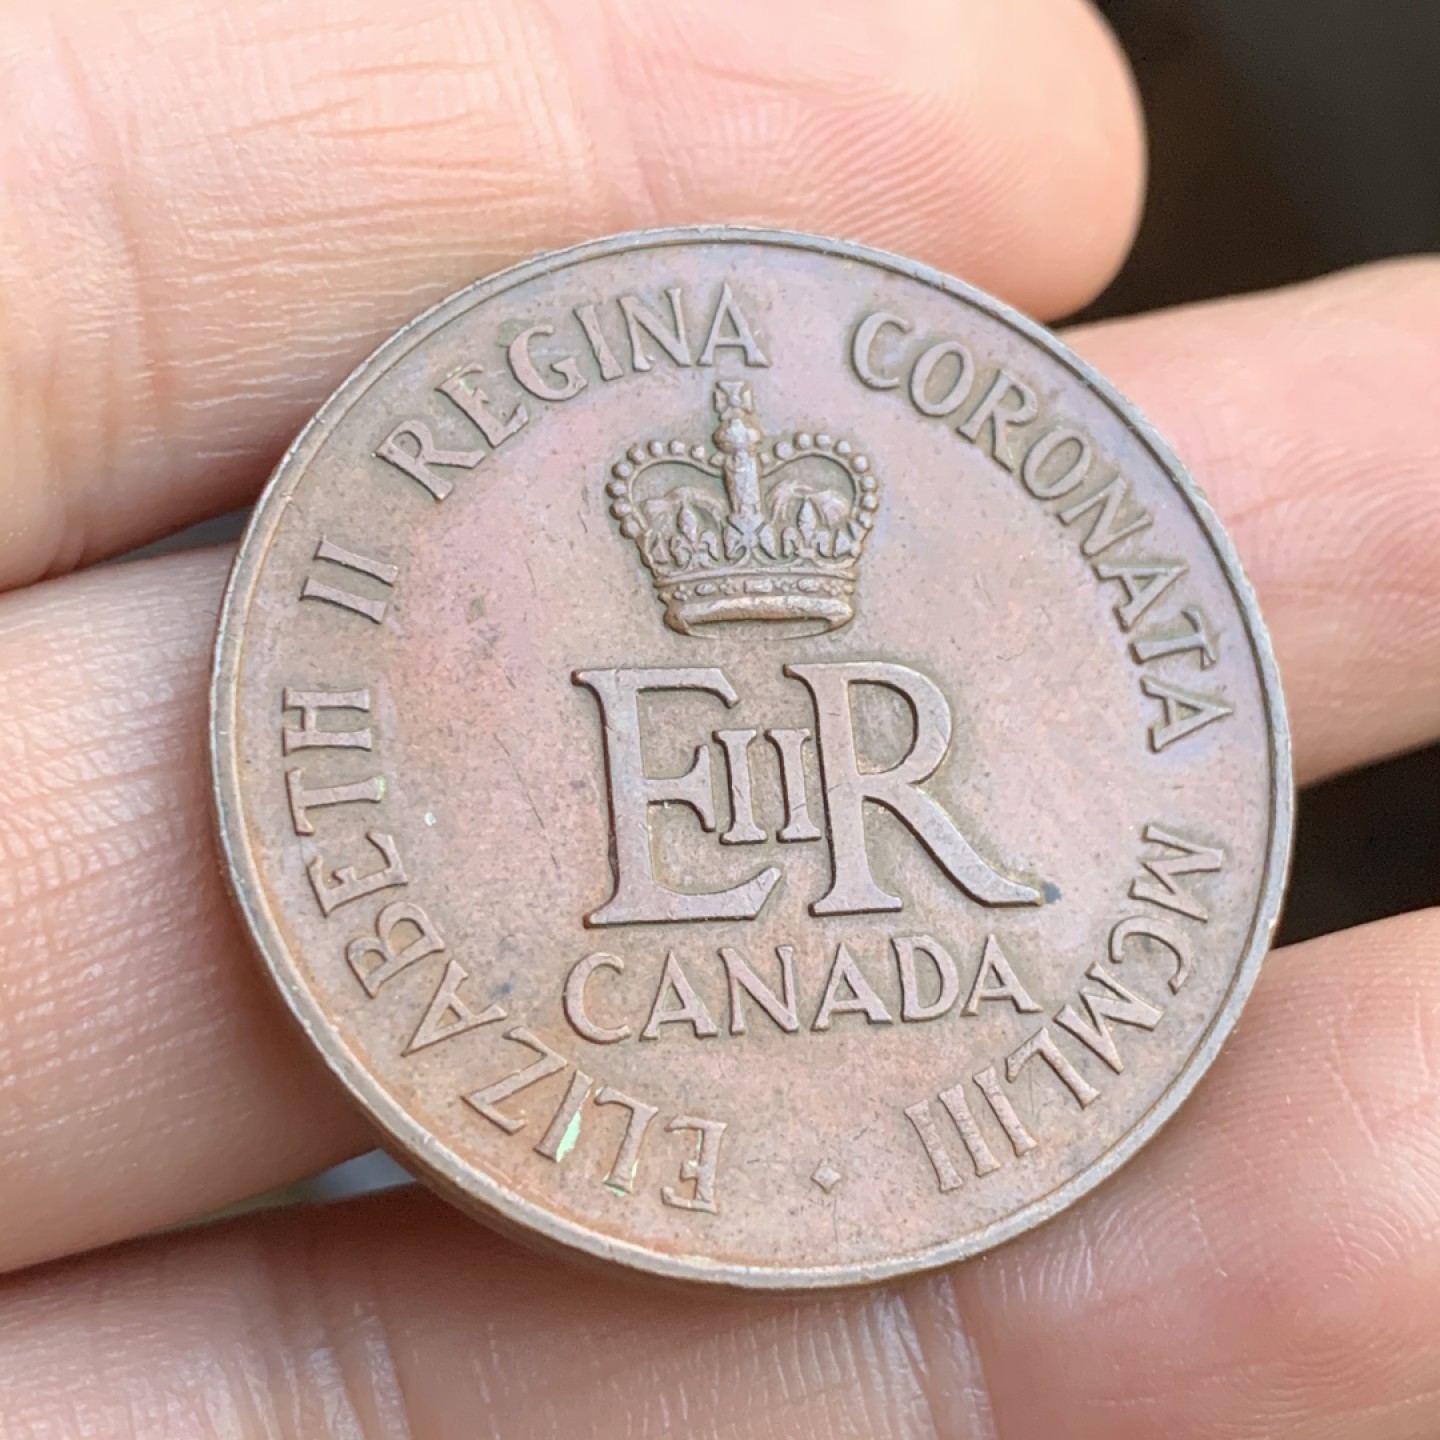 ELIZABETH II REGINA CORONATA MCMLIII
EIIR
CANADA